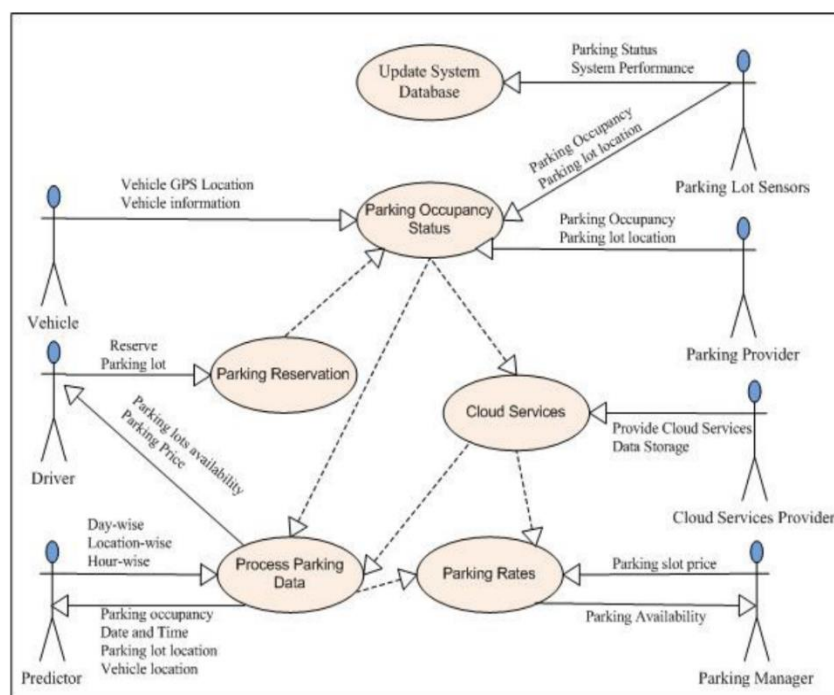 Parking Status
System Performance
Update System
Database
Parking Occupancy
Parking lot location
Parking Lot Sensors
Vehicle GPS Location
Vehicle information
Parking Occupancy
Status
Parking Occupancy
Parking lot location
Vehicle
Parking Provider
Reserve
Parking lot
Parking Reservation
Parking lots availability
Parking Price
Cloud Services
Provide Cloud Services
Data Storage
Driver
Cloud Services Provider
Day-wise
Location-wise
Hour-wise
Process Parking
Data
Parking Rates
Parking slot price
Parking occupancy
Date and Time
Parking lot location
Vehicle location
Parking Availability
Predictor
Parking Manager